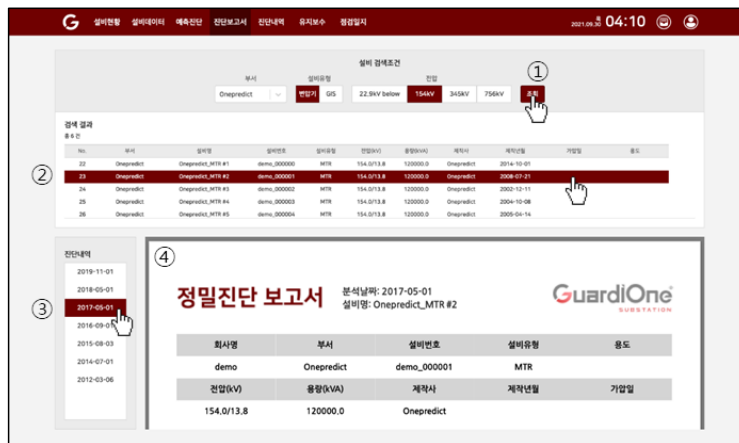 G 설비현황 설비데이터 예측진단 진단보고서 진단내역 유지보수 점검일지 2021.09.30 목 04:10
설비 검색조건
①
부서 설비유형 전압
Onepredict 변압기 GIS 22.9kV below 154kV 345kV 756kV 조회
검색 결과
총 6 건
No. 부서 설비명 설비번호 설비유형 전압(kV) 용량(kVA) 제작사 제작년월 가압일 용도
22 Onepredict Onepredict_MTR #1 demo_000000 MTR 154.0/13.8 120000.0 Onepredict 2014-10-01
②
23 Onepredict Onepredict_MTR #2 demo_000001 MTR 154.0/13.8 120000.0 Onepredict 2008-07-21
24 Onepredict Onepredict_MTR #3 demo_000002 MTR 154.0/13.8 120000.0 Onepredict 2002-12-11
25 Onepredict Onepredict_MTR #4 demo_000003 MTR 154.0/13.8 120000.0 Onepredict 2004-10-08
26 Onepredict Onepredict_MTR #5 demo_000004 MTR 154.0/13.8 120000.0 Onepredict 2005-04-14
진단내역
2019-11-01
2018-05-01
③
2017-05-01
2016-09-01
2015-08-03
2014-07-01
2012-03-06
④
정밀진단 보고서
분석날짜: 2017-05-01
설비명: Onepredict_MTR #2
GuardiOne
SUBSTATION
회사명 부서 설비번호 설비유형 용도
demo Onepredict demo_000001 MTR
전압(kV) 용량(kVA) 제작사 제작년월 가압일
154.0/13.8 120000.0 Onepredict